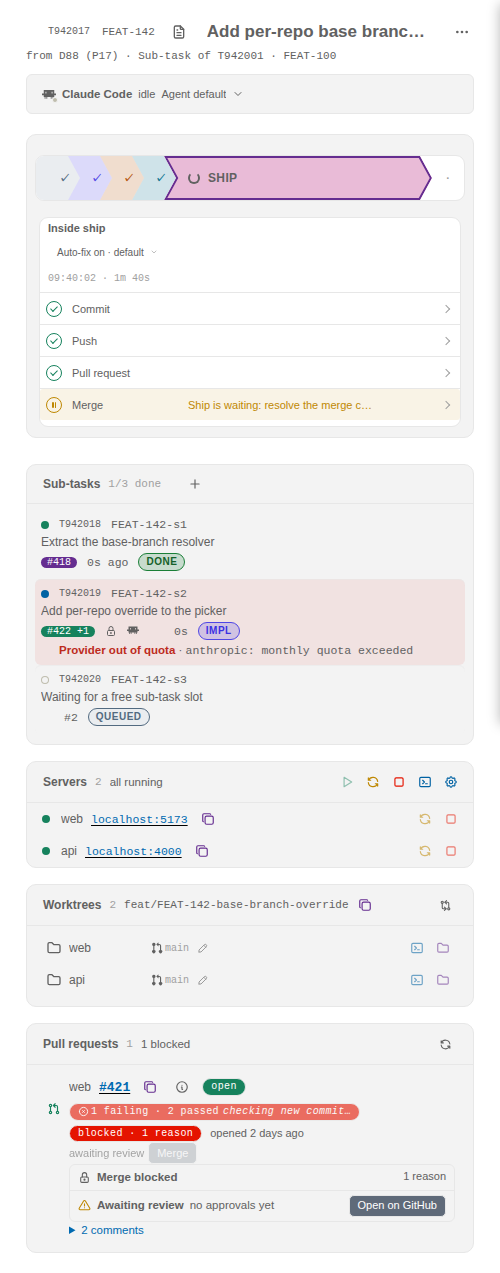 T942017 FEAT-142 Add per-repo base branc…
from D88 (P17) · Sub-task of T942001 · FEAT-100
Claude Code idle Agent default
SHIP
Inside ship
Auto-fix on · default
09:40:02 · 1m 40s
Commit
Push
Pull request
Merge Ship is waiting: resolve the merge c…
Sub-tasks 1/3 done
T942018 FEAT-142-s1
Extract the base-branch resolver
#418 0s ago DONE
T942019 FEAT-142-s2
Add per-repo override to the picker
#422 +1 0s IMPL
Provider out of quota · anthropic: monthly quota exceeded
T942020 FEAT-142-s3
Waiting for a free sub-task slot
#2 QUEUED
Servers 2 all running
web localhost:5173
api localhost:4000
Worktrees 2 feat/FEAT-142-base-branch-override
web main
api main
Pull requests 1 1 blocked
web #421 open
1 failing · 2 passed checking new commit…
blocked · 1 reason opened 2 days ago
awaiting review Merge
Merge blocked 1 reason
Awaiting review no approvals yet Open on GitHub
2 comments